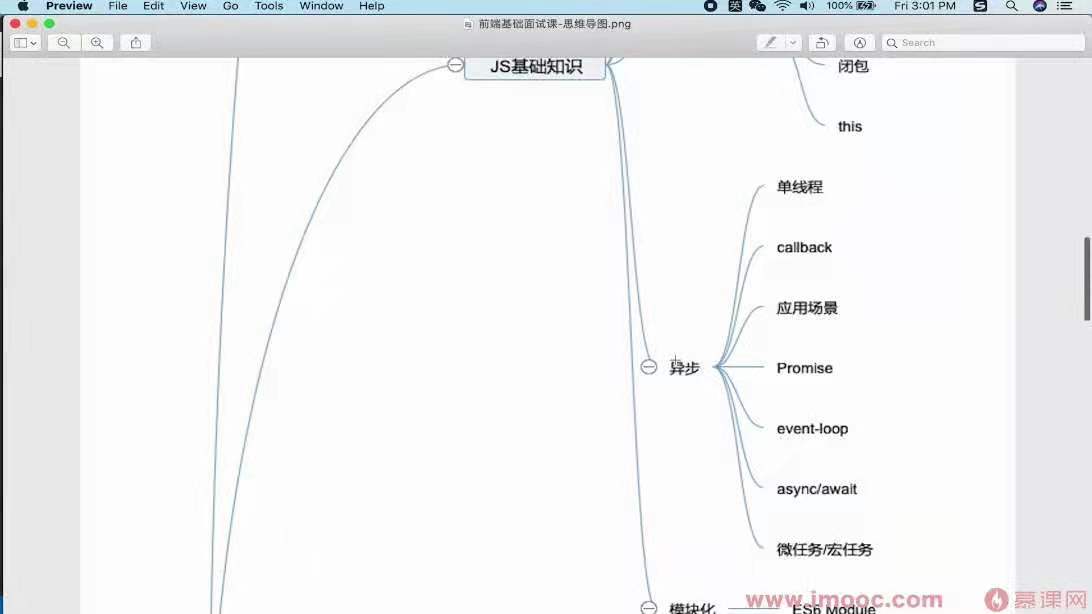 Preview File Edit View Go Tools Window Help 英 100% Fri 3:01 PM
前端基础面试课-思维导图.png
Search
JS基础知识
闭包
this
单线程
callback
应用场景
异步
Promise
event-loop
async/await
微任务/宏任务
模块化
ES6 Module
www.imooc.com 慕课网